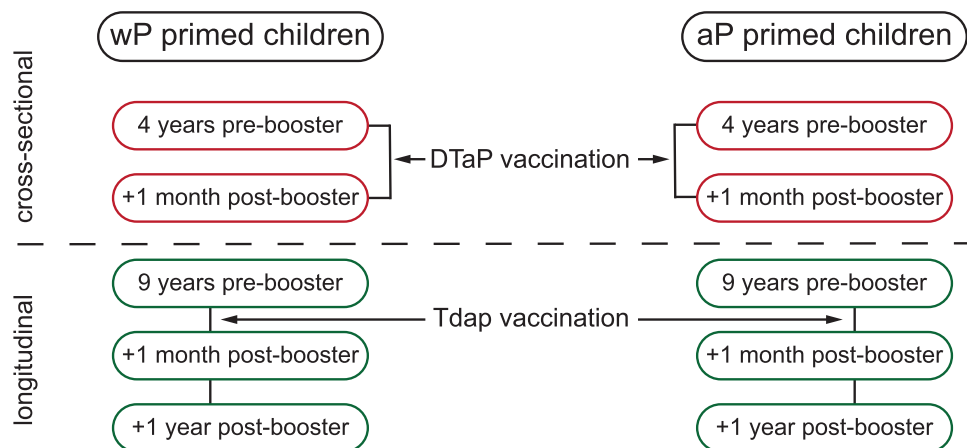 wP primed children
aP primed children
cross-sectional
4 years pre-booster
DTaP vaccination
4 years pre-booster
+1 month post-booster
+1 month post-booster
longitudinal
9 years pre-booster
9 years pre-booster
Tdap vaccination
+1 month post-booster
+1 month post-booster
+1 year post-booster
+1 year post-booster